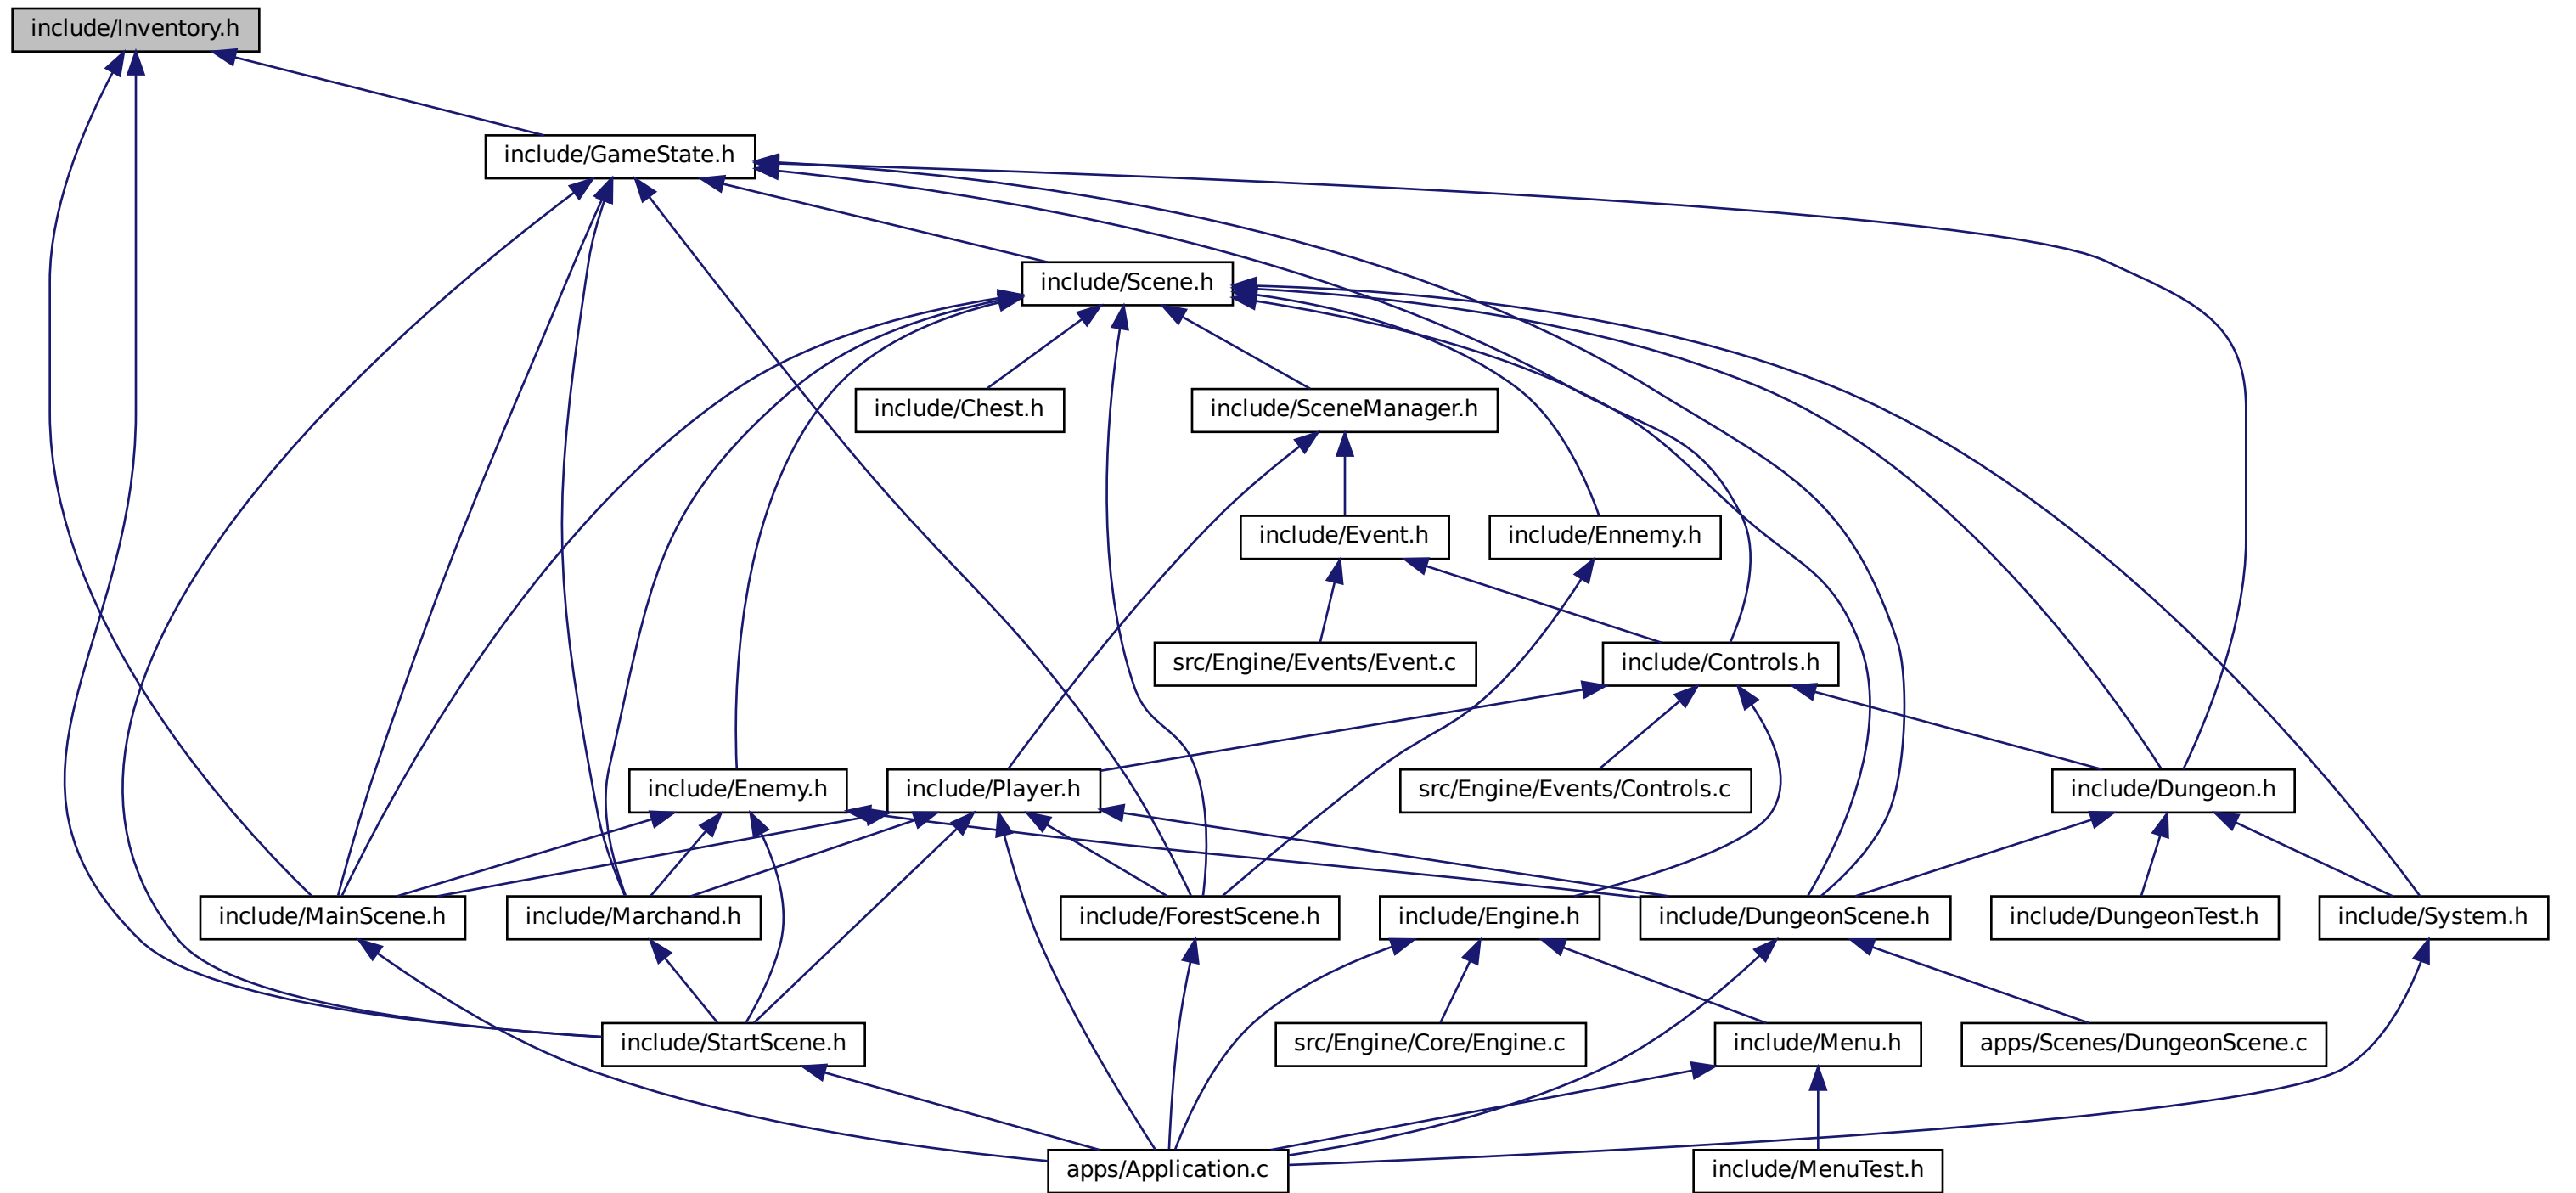 include/Inventory.h
include/GameState.h
include/Scene.h
include/Chest.h
include/SceneManager.h
include/Event.h
include/Ennemy.h
src/Engine/Events/Event.c
include/Controls.h
include/Enemy.h
include/Player.h
src/Engine/Events/Controls.c
include/Dungeon.h
include/MainScene.h
include/Marchand.h
include/ForestScene.h
include/Engine.h
include/DungeonScene.h
include/DungeonTest.h
include/System.h
include/StartScene.h
src/Engine/Core/Engine.c
include/Menu.h
apps/Scenes/DungeonScene.c
apps/Application.c
include/MenuTest.h